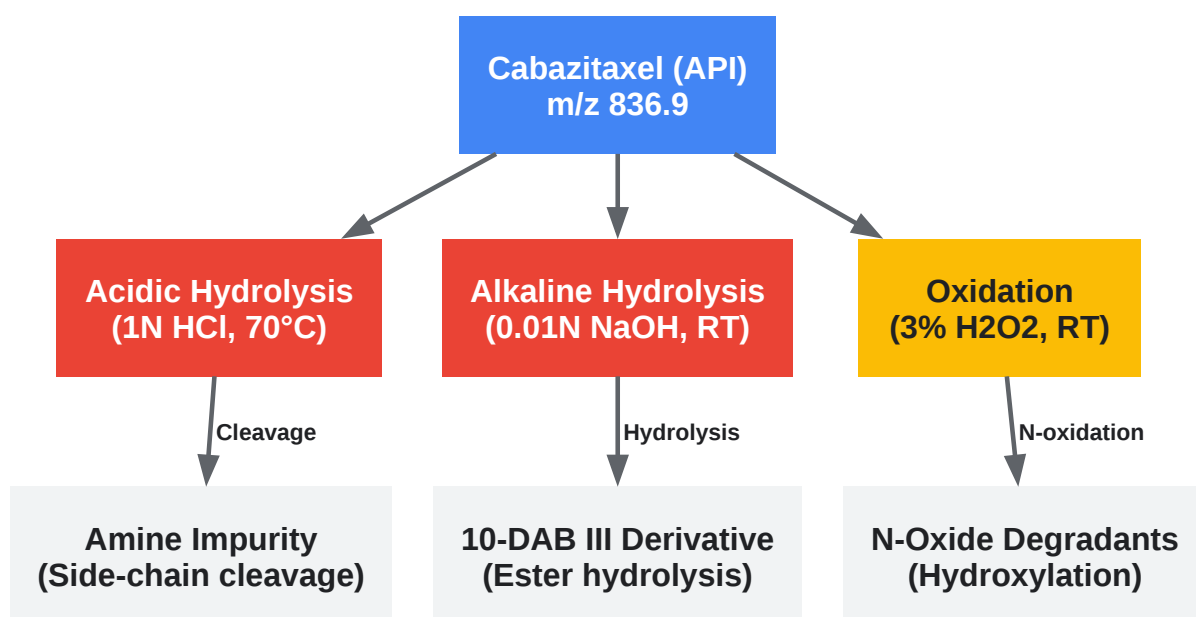 Cabazitaxel (API)
m/z 836.9
Acidic Hydrolysis
(1N HCl, 70°C)
Alkaline Hydrolysis
(0.01N NaOH, RT)
Oxidation
(3% H2O2, RT)
Cleavage
Hydrolysis
N-oxidation
Amine Impurity
(Side-chain cleavage)
10-DAB III Derivative
(Ester hydrolysis)
N-Oxide Degradants
(Hydroxylation)